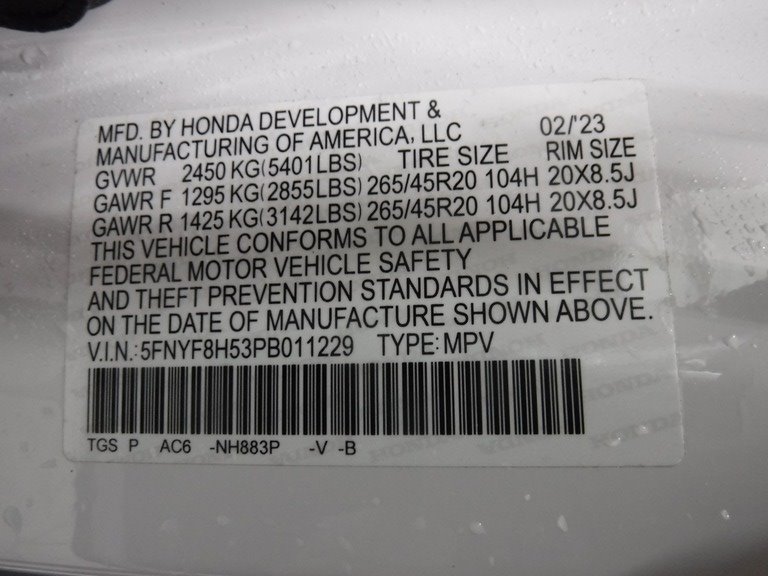 MFD. BY HONDA DEVELOPMENT &
MANUFACTURING OF AMERICA, LLC 02/'23
GVWR 2450 KG(5401LBS) TIRE SIZE RIM SIZE
GAWR F 1295 KG(2855LBS) 265/45R20 104H 20X8.5J
GAWR R 1425 KG(3142LBS) 265/45R20 104H 20X8.5J
THIS VEHICLE CONFORMS TO ALL APPLICABLE
FEDERAL MOTOR VEHICLE SAFETY
AND THEFT PREVENTION STANDARDS IN EFFECT
ON THE DATE OF MANUFACTURE SHOWN ABOVE.
V.I.N.:5FNYF8H53PB011229 TYPE:MPV
TGS P AC6 -NH883P -V -B